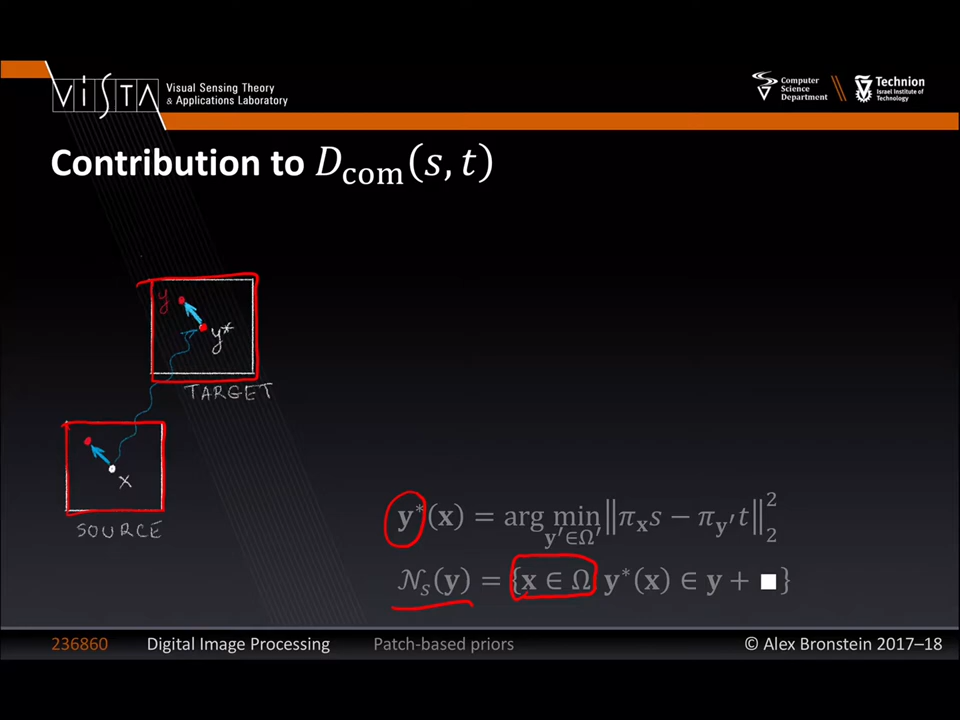 ViSTA
Visual Sensing Theory
& Applications Laboratory
Computer
Science
Department
Technion
Israel Institute of
Technology
Contribution to D_com(s, t)
y
y*
TARGET
x
SOURCE
y*(x) = arg min_{y′∈Ω′} ‖π_x s − π_{y′} t‖₂²
𝒩_s(y) = {x ∈ Ω y*(x) ∈ y + ■}
236860 Digital Image Processing Patch-based priors © Alex Bronstein 2017–18